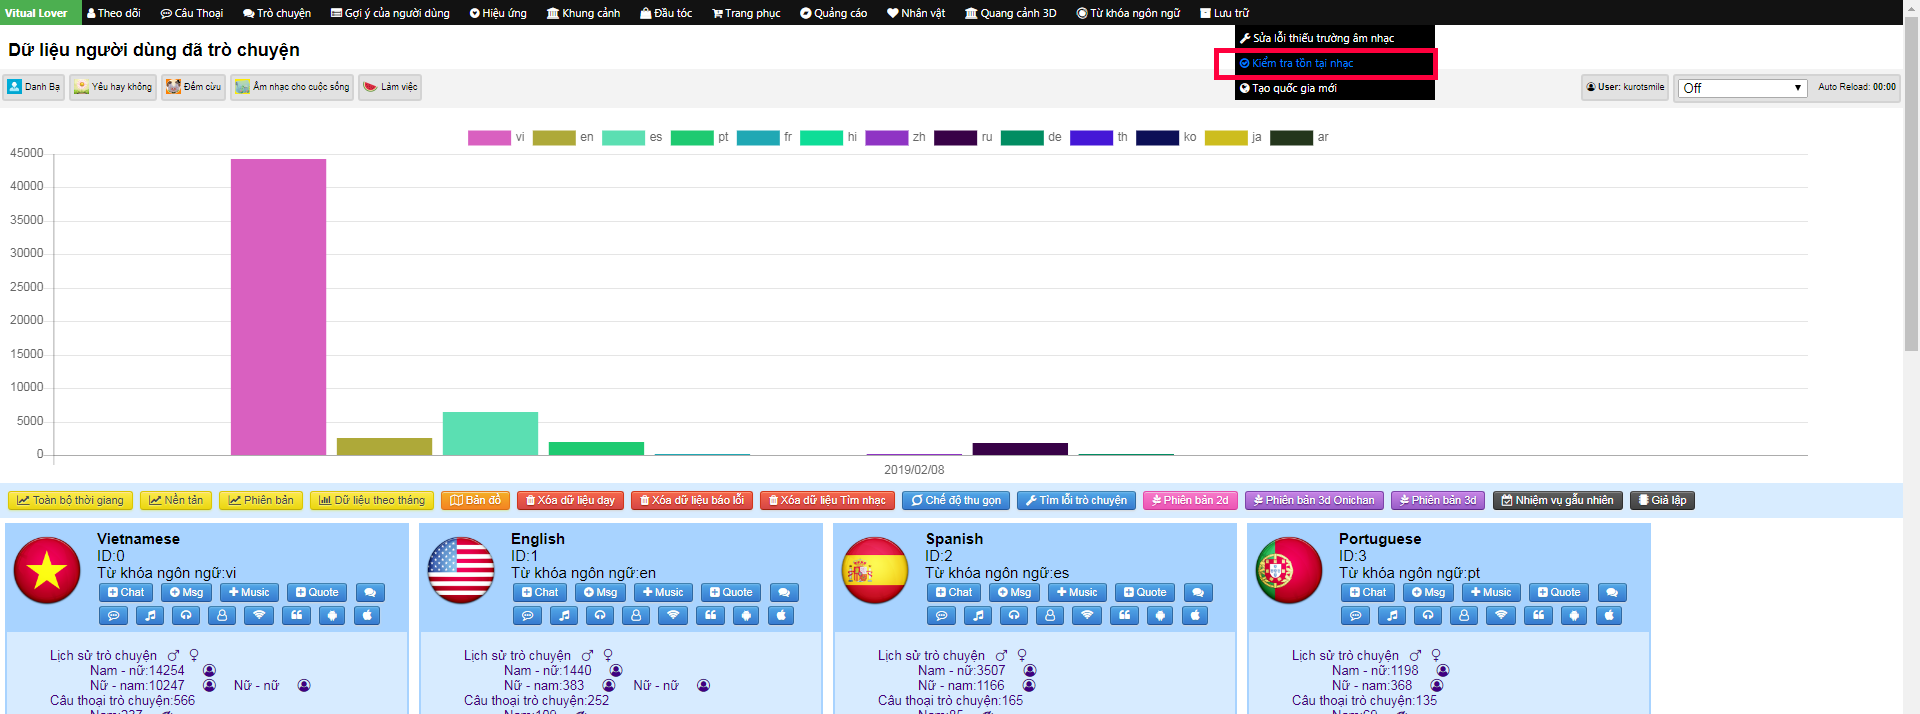 Vitual Lover Theo dõi Câu Thoại Trò chuyện Gợi ý của người dùng Hiệu ứng Khung cảnh Đầu tóc Trang phục Quảng cáo Nhân vật Quang cảnh 3D Từ khóa ngôn ngữ Lưu trữ
Sửa lỗi thiếu trường âm nhạc
Kiểm tra tồn tại nhạc
Tạo quốc gia mới
Dữ liệu người dùng đã trò chuyện
Danh Bạ Yêu hay không Đếm cừu Âm nhạc cho cuộc sống Làm việc User: kurotsmile Off Auto Reload: 00:00
vi en es pt fr hi zh ru de th ko ja ar
45000
40000
35000
30000
25000
20000
15000
10000
5000
0
2019/02/08
Toàn bộ thời giang Nền tản Phiên bản Dữ liệu theo tháng Bản đồ Xóa dữ liệu dạy Xóa dữ liệu báo lỗi Xóa dữ liệu Tìm nhạc Chế độ thu gọn Tìm lỗi trò chuyện Phiên bản 2d Phiên bản 3d Onichan Phiên bản 3d Nhiệm vụ gẫu nhiên Giả lập
Vietnamese
ID:0
Từ khóa ngôn ngữ:vi
Chat Msg Music Quote
Lịch sử trò chuyện
Nam - nữ:14254
Nữ - nam:10247 Nữ - nữ
Câu thoại trò chuyện:566
English
ID:1
Từ khóa ngôn ngữ:en
Chat Msg Music Quote
Lịch sử trò chuyện
Nam - nữ:1440
Nữ - nam:383 Nữ - nữ
Câu thoại trò chuyện:252
Spanish
ID:2
Từ khóa ngôn ngữ:es
Chat Msg Music Quote
Lịch sử trò chuyện
Nam - nữ:3507
Nữ - nam:1166
Câu thoại trò chuyện:165
Portuguese
ID:3
Từ khóa ngôn ngữ:pt
Chat Msg Music Quote
Lịch sử trò chuyện
Nam - nữ:1198
Nữ - nam:368
Câu thoại trò chuyện:135